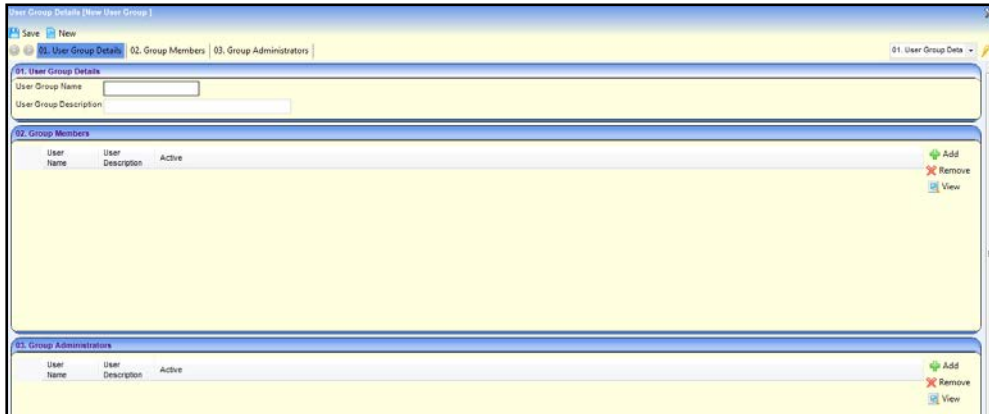 User Group Details [New User Group ]
Save New
01. User Group Details 02. Group Members 03. Group Administrators 01. User Group Deta
01. User Group Details
User Group Name
User Group Description
02. Group Members
User Name User Description Active Add
Remove
View
03. Group Administrators
User Name User Description Active Add
Remove
View